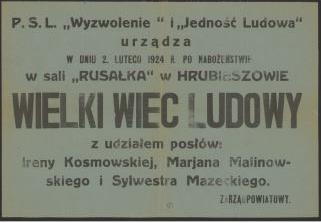 P. S. L. „Wyzwolenie “ i „Jedność Ludowa“
urządza
W DNIU 2. LUTEGO 1924 R. PO NABOŻEŃSTWIE
w sali „RUSAŁKA“ w HRUBIESZOWIE
WIELKI WIEC LUDOWY
z udziałem posłów:
Ireny Kosmowskiej, Marjana Malinow-
skiego i Sylwestra Mazeckiego.
ZARZĄD POWIATOWY.